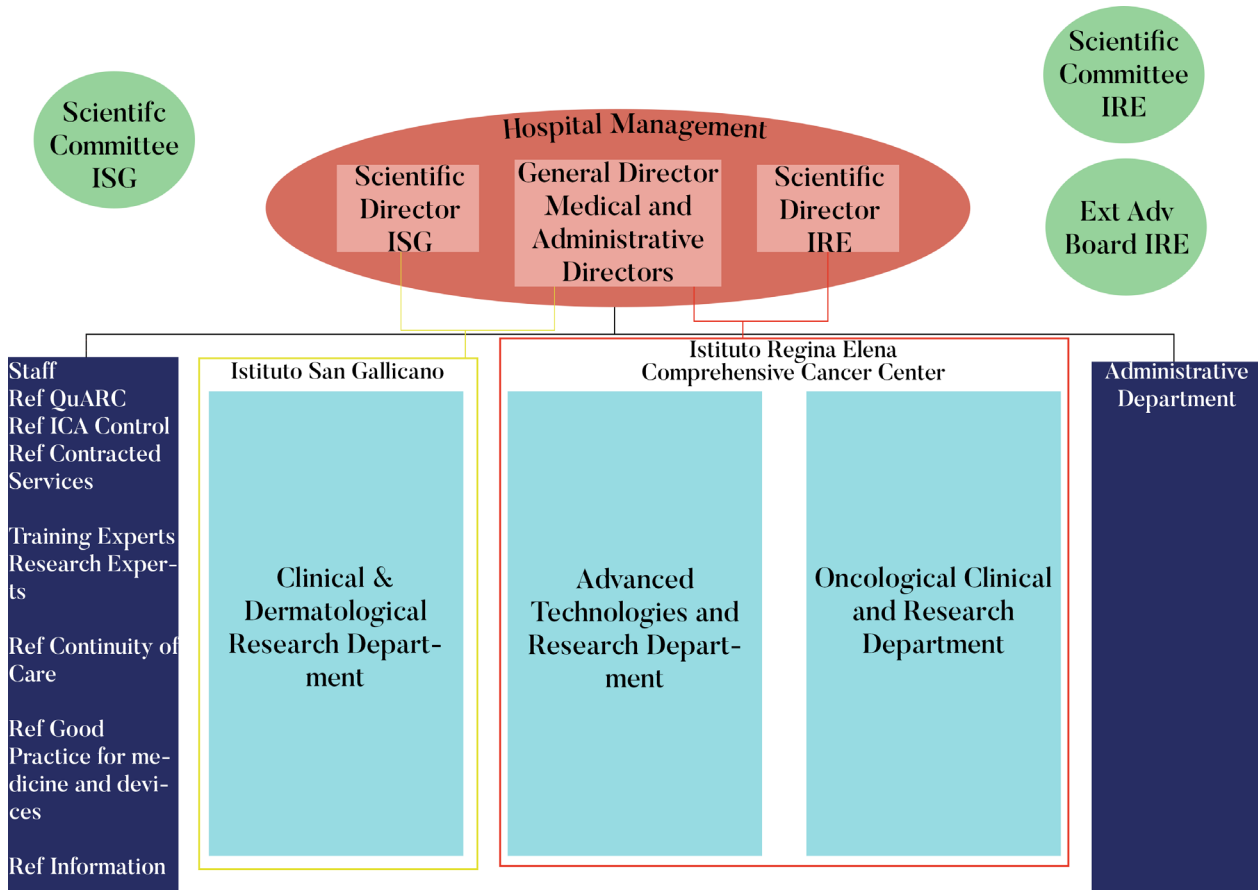 Scientifc
Committee
ISG
Scientific
Committee
IRE
Ext Adv
Board IRE
Hospital Management
Scientific
Director
ISG
General Director
Medical and
Administrative
Directors
Scientific
Director
IRE
Staff
Ref QuARC
Ref ICA Control
Ref Contracted
Services
Training Experts
Research Exper-
ts
Ref Continuity of
Care
Ref Good
Practice for me-
dicine and devi-
ces
Ref Information
Istituto San Gallicano
Clinical &
Dermatological
Research Depart-
ment
Istituto Regina Elena
Comprehensive Cancer Center
Advanced
Technologies and
Research Depart-
ment
Oncological Clinical
and Research
Department
Administrative
Department